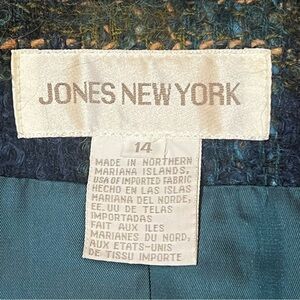 JONES NEW YORK
14
MADE IN NORTHERN
MARIANA ISLANDS,
USA OF IMPORTED FABRIC
HECHO EN LAS ISLAS
MARIANA DEL NORDE,
EE.UU DE TELAS
IMPORTADAS
FAIT AUX ILES
MARIANES DU NORD,
AUX ETATS-UNIS
DE TISSU IMPORTE